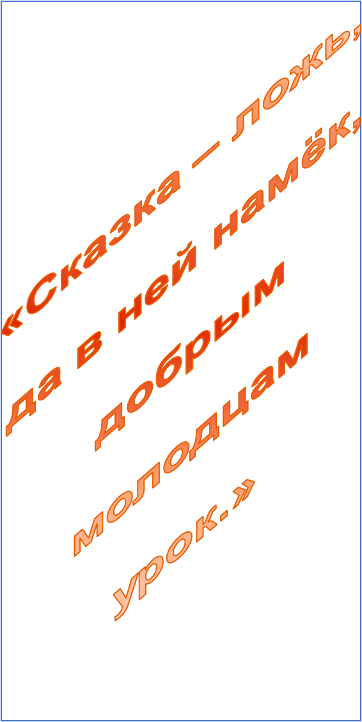 «Сказка – ложь,
да в ней намёк,
добрым
молодцам
урок.»